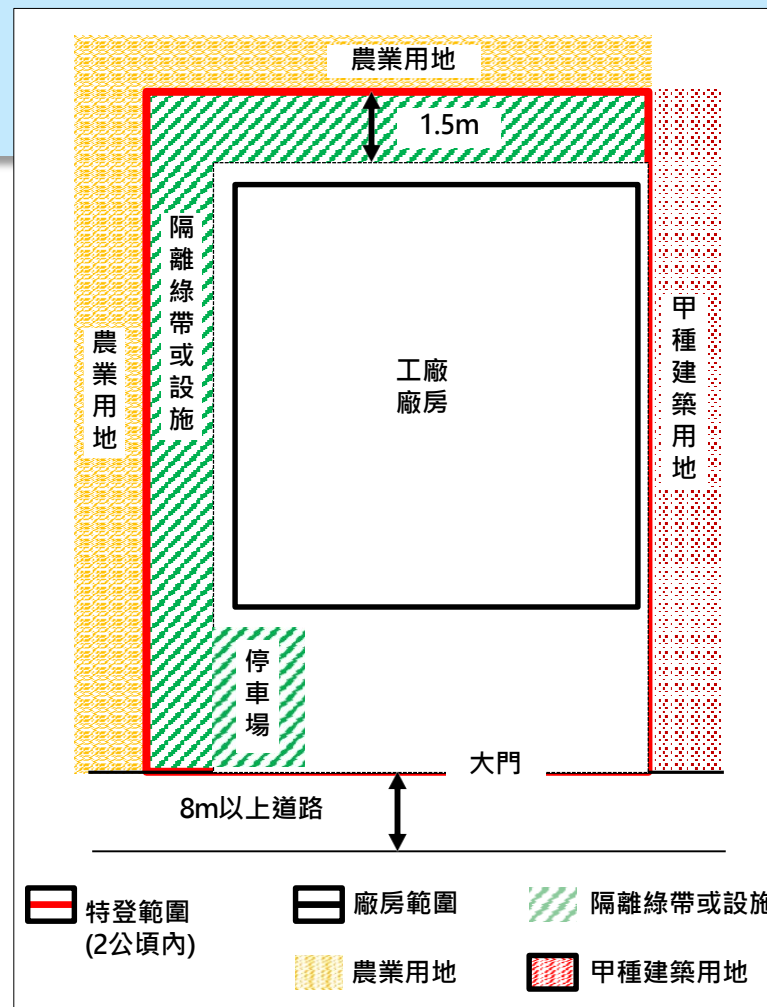 農業用地
1.5m
隔離綠帶或設施
農業用地
甲種建築用地
工廠
廠房
停車場
大門
8m以上道路
特登範圍
(2公頃內)
廠房範圍
隔離綠帶或設施
農業用地
甲種建築用地